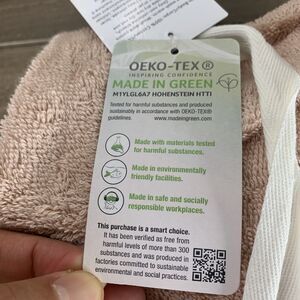 OEKO-TEX®
INSPIRING CONFIDENCE
MADE IN GREEN
M1YLGL6A7 HOHENSTEIN HTTI
Tested for harmful substances and produced
sustainably in accordance with OEKO-TEX®
guidelines. www.madeingreen.com
Made with materials tested
for harmful substances.
Made in environmentally
friendly facilities.
Made in safe and socially
responsible workplaces.
This purchase is a smart choice.
It has been verified as free from
harmful levels of more than 300
substances and was produced in
factories committed to sustainable
environmental and social practices.